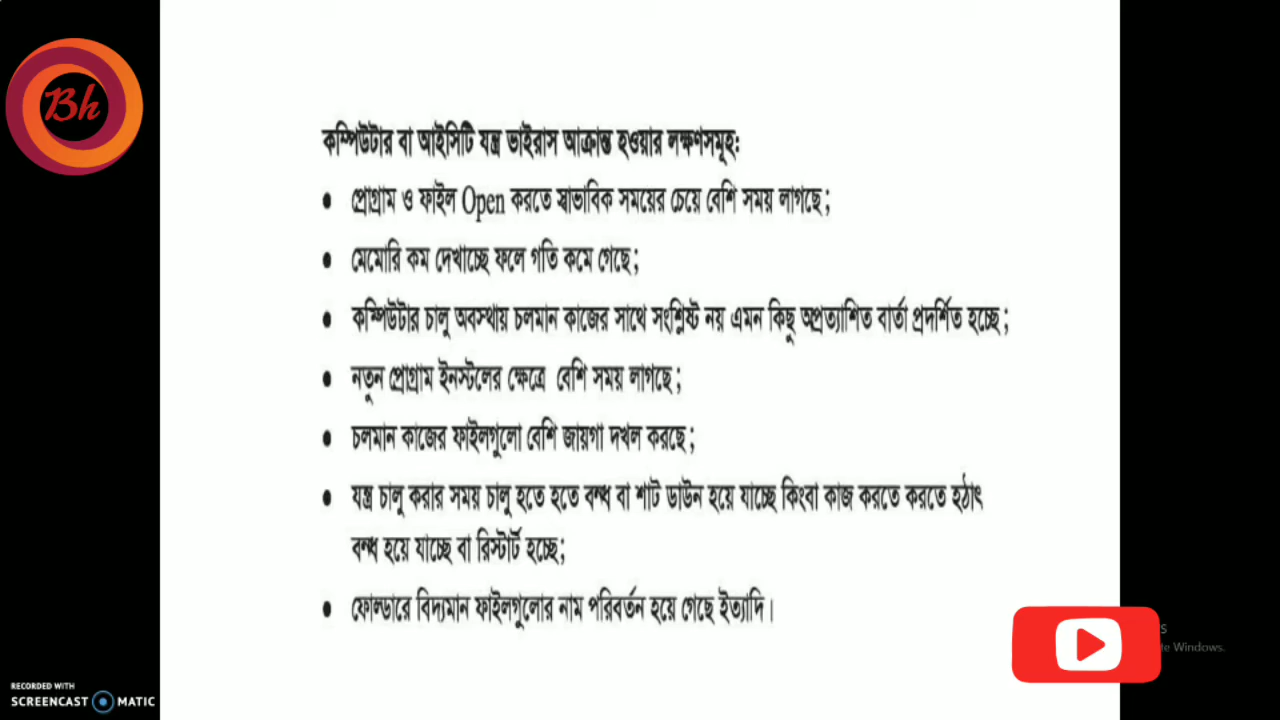 Bh
কম্পিউটার বা আইসিটি যন্ত্র ভাইরাস আক্রান্ত হওয়ার লক্ষণসমূহ:
• প্রোগ্রাম ও ফাইল Open করতে স্বাভাবিক সময়ের চেয়ে বেশি সময় লাগছে;
• মেমোরি কম দেখাচ্ছে ফলে গতি কমে গেছে;
• কম্পিউটার চালু অবস্থায় চলমান কাজের সাথে সংশ্লিষ্ট নয় এমন কিছু অপ্রত্যাশিত বার্তা প্রদর্শিত হচ্ছে;
• নতুন প্রোগ্রাম ইনস্টলের ক্ষেত্রে বেশি সময় লাগছে;
• চলমান কাজের ফাইলগুলো বেশি জায়গা দখল করছে;
• যন্ত্র চালু করার সময় চালু হতে হতে বন্ধ বা শাট ডাউন হয়ে যাচ্ছে কিংবা কাজ করতে করতে হঠাৎ
বন্ধ হয়ে যাচ্ছে বা রিস্টার্ট হচ্ছে;
• ফোল্ডারে বিদ্যমান ফাইলগুলোর নাম পরিবর্তন হয়ে গেছে ইত্যাদি।
Windows.
RECORDED WITH
SCREENCAST MATIC